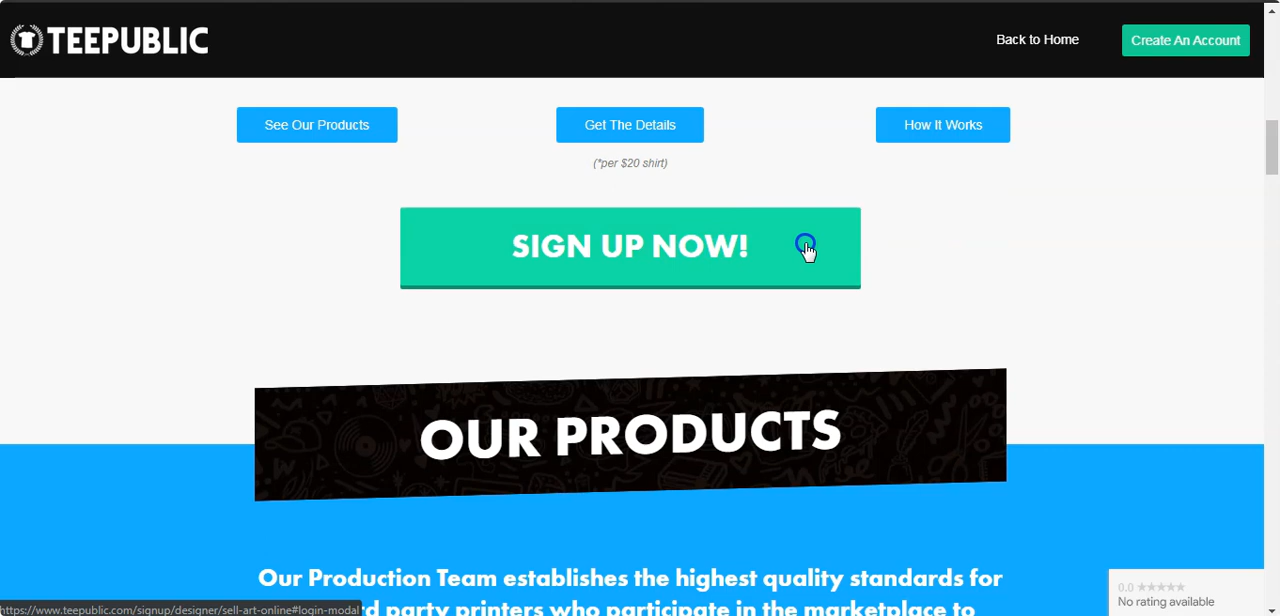 TEEPUBLIC
Back to Home
Create An Account
See Our Products
Get The Details
How It Works
(*per $20 shirt)
SIGN UP NOW!
OUR PRODUCTS
Our Production Team establishes the highest quality standards for
d party printers who participate in the marketplace to
0.0 ★★★★★
No rating available
https://www.teepublic.com/signup/designer/sell-art-online#login-modal